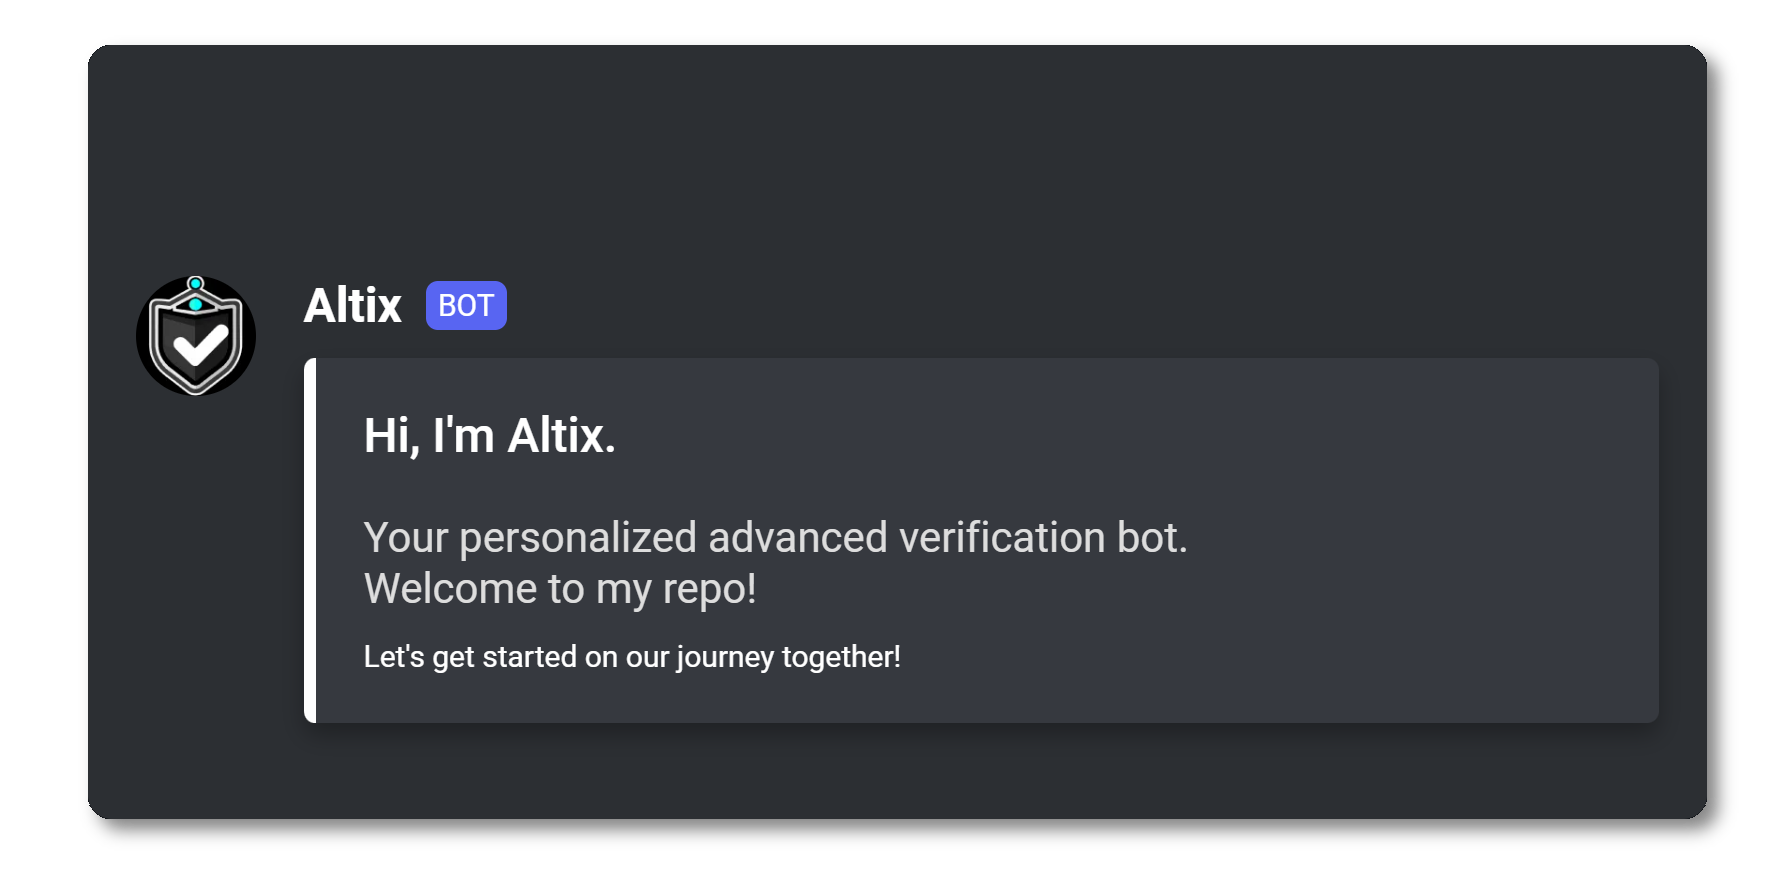 Altix BOT
Hi, I'm Altix.
Your personalized advanced verification bot.
Welcome to my repo!
Let's get started on our journey together!